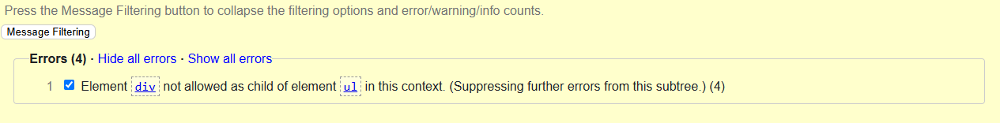 Press the Message Filtering button to collapse the filtering options and error/warning/info counts.
Message Filtering
Errors (4) · Hide all errors · Show all errors
1 Element div not allowed as child of element ul in this context. (Suppressing further errors from this subtree.) (4)